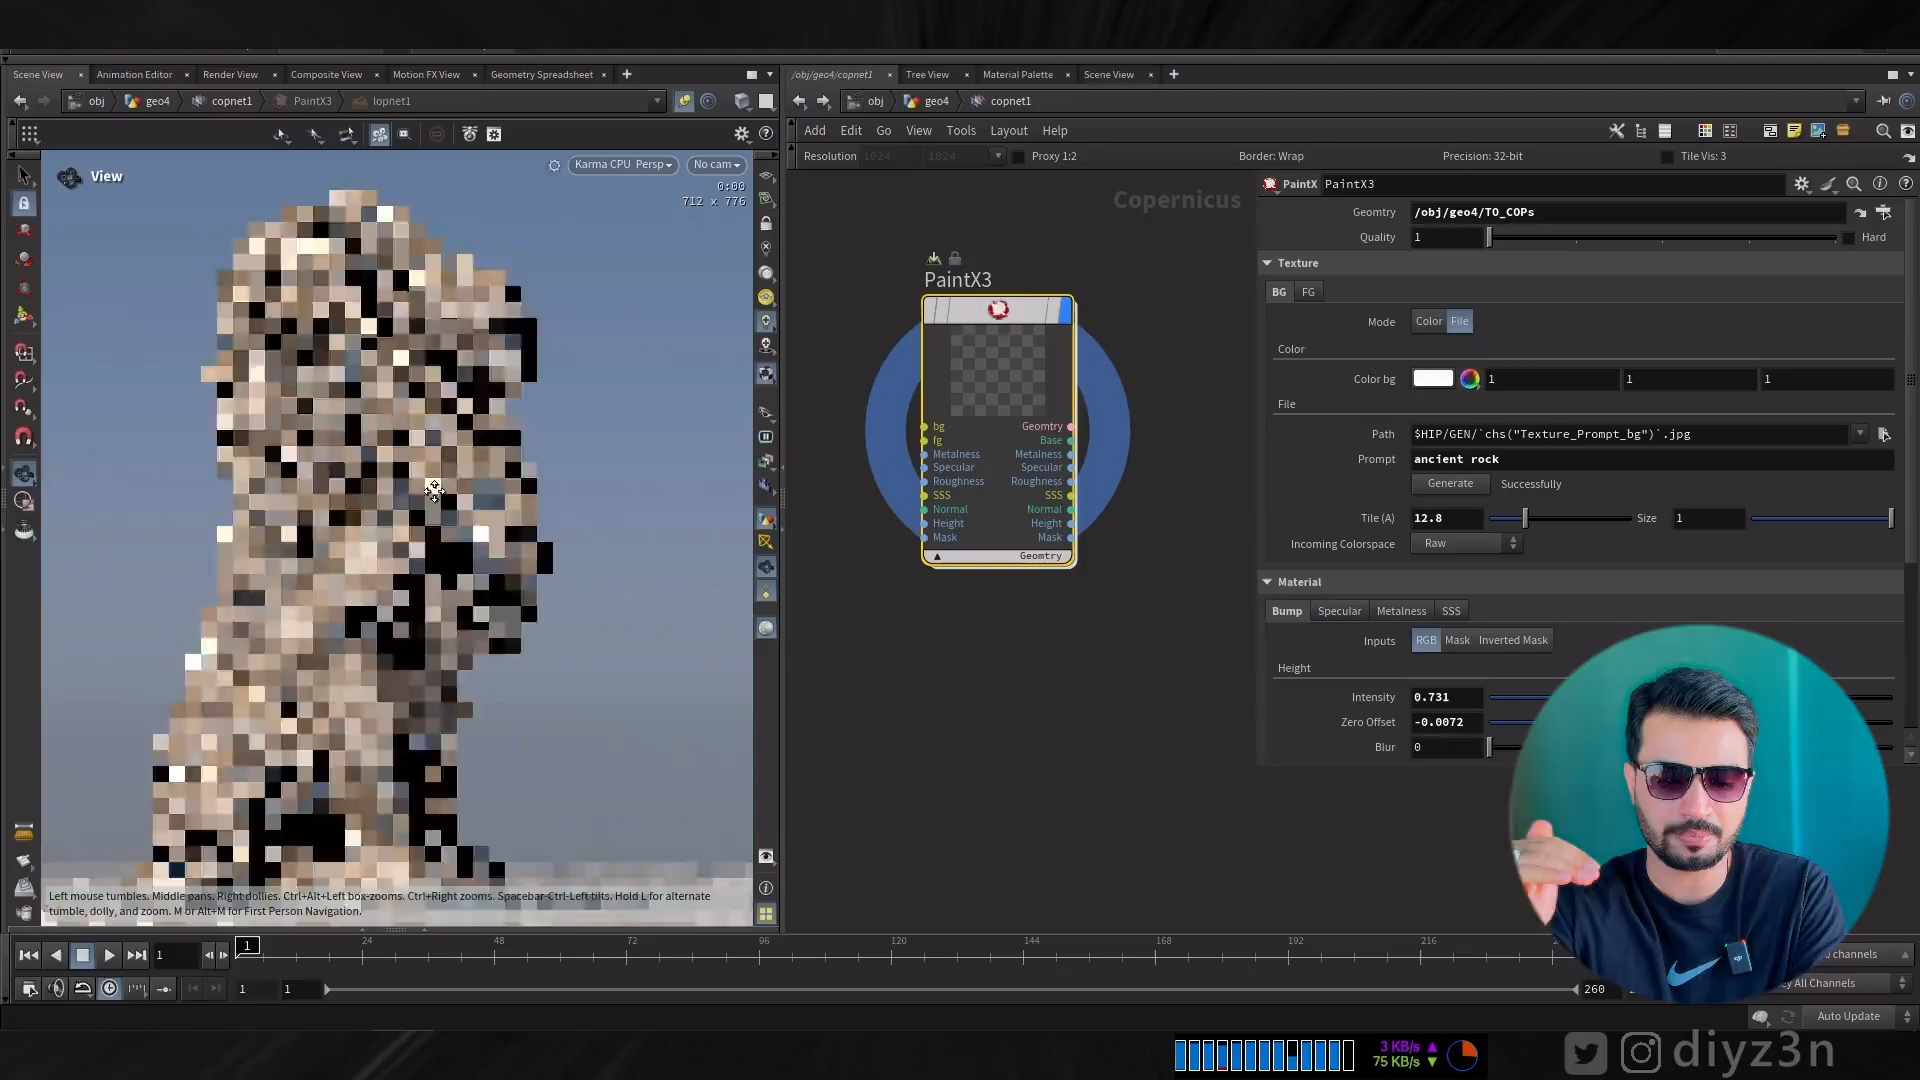 Scene View
Animation Editor
Render View
Composite View
Motion FX View
Geometry Spreadsheet
/obj/geo4/copnet1
Tree View
Material Palette
Scene View
obj
geo4
copnet1
PaintX3
lopnet1
obj
geo4
copnet1
Add Edit Go View Tools Layout Help
Resolution 1024 1024 Proxy 1:2 Border: Wrap Precision: 32-bit Tile Vis: 3
View
Karma CPU Persp
No cam
0:00
712 x 776
Copernicus
PaintX3
bg Geomtry
fg Base
Metalness Metalness
Specular Specular
Roughness Roughness
SSS SSS
Normal Normal
Height Height
Mask Mask
Geomtry
PaintX PaintX3
Geomtry /obj/geo4/TO_COPs
Quality 1 Hard
Texture
BG FG
Mode Color File
Color
Color bg 1 1 1
File
Path $HIP/GEN/`chs("Texture_Prompt_bg")`.jpg
Prompt ancient rock
Generate Successfully
Tile (A) 12.8 Size 1
Incoming Colorspace Raw
Material
Bump Specular Metalness SSS
Inputs RGB Mask Inverted Mask
Height
Intensity 0.731
Zero Offset -0.0072
Blur 0
Left mouse tumbles. Middle pans. Right dollies. Ctrl+Alt+Left box-zooms. Ctrl+Right zooms. Spacebar-Ctrl-Left tilts. Hold L for alternate
tumble, dolly, and zoom. M or Alt+M for First Person Navigation.
1 1 24 48 72 96 120 144 168 192 216
channels
1 1 260
All Channels
Auto Update
3 KB/s
75 KB/s
diyz3n